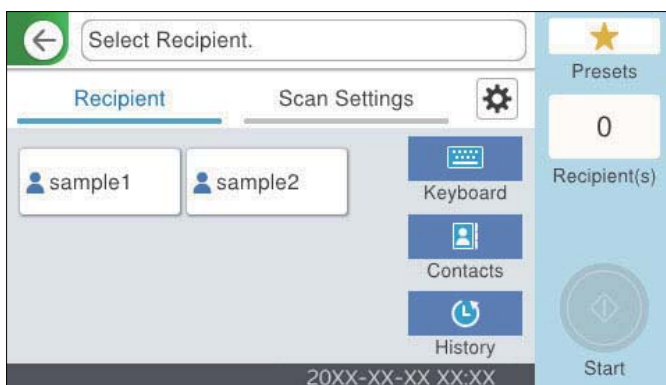 Select Recipient.
Presets
Recipient
Scan Settings
0
Recipient(s)
sample1
sample2
Keyboard
Contacts
History
Start
20XX-XX-XX XX:XX